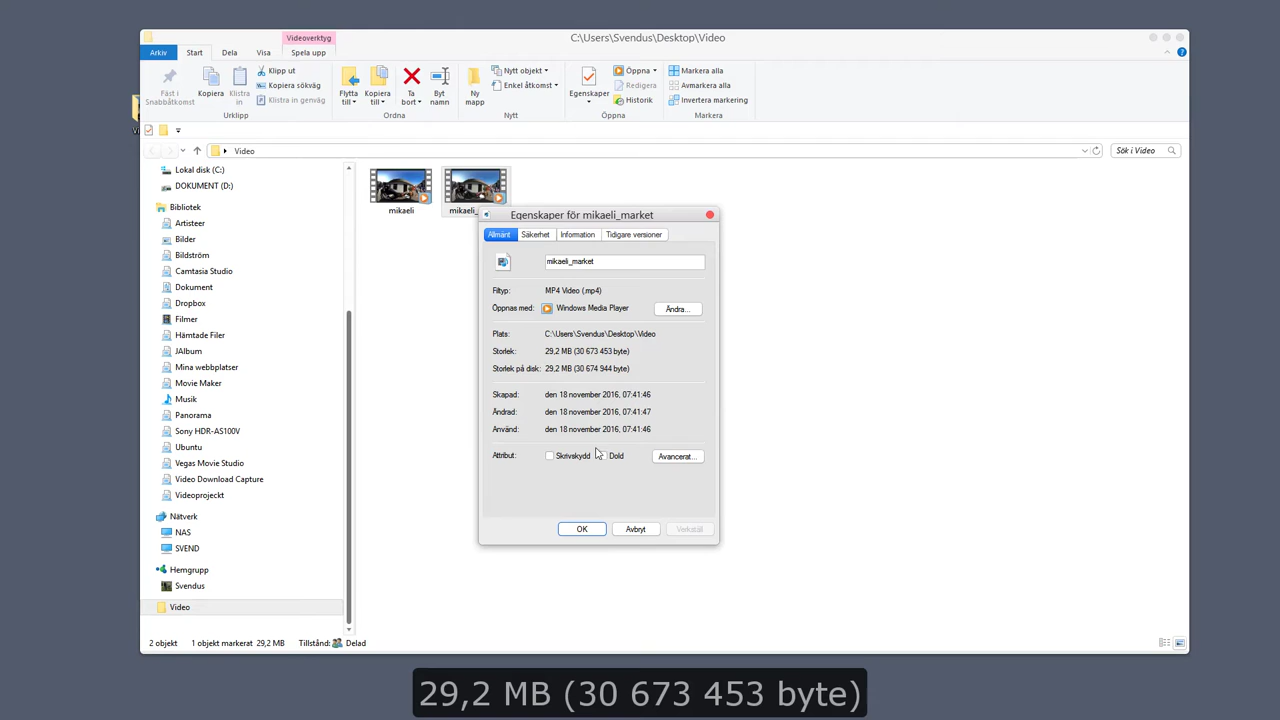 Videoverktyg
C:\Users\Svendus\Desktop\Video
Arkiv Start Dela Visa Spela upp
Fäst i Snabbåtkomst
Kopiera
Klistra in
Klipp ut
Kopiera sökväg
Klistra in genväg
Urklipp
Flytta till
Kopiera till
Ta bort
Byt namn
Ordna
Ny mapp
Nytt objekt
Enkel åtkomst
Nytt
Egenskaper
Öppna
Redigera
Historik
Öppna
Markera alla
Avmarkera alla
Invertera markering
Markera
Video
Sök i Video
Lokal disk (C:)
DOKUMENT (D:)
Bibliotek
Artisteer
Bilder
Bildström
Camtasia Studio
Dokument
Dropbox
Filmer
Hämtade Filer
JAlbum
Mina webbplatser
Movie Maker
Musik
Panorama
Sony HDR-AS100V
Ubuntu
Vegas Movie Studio
Video Download Capture
Videoprojeckt
Nätverk
NAS
SVEND
Hemgrupp
Svendus
Video
mikaeli
mikaeli_
Egenskaper för mikaeli_market
Allmänt Säkerhet Information Tidigare versioner
mikaeli_market
Filtyp: MP4 Video (.mp4)
Öppnas med: Windows Media Player Ändra...
Plats: C:\Users\Svendus\Desktop\Video
Storlek: 29,2 MB (30 673 453 byte)
Storlek på disk: 29,2 MB (30 674 944 byte)
Skapad: den 18 november 2016, 07:41:46
Ändrad: den 18 november 2016, 07:41:47
Använd: den 18 november 2016, 07:41:46
Attribut: Skrivskydd Dold Avancerat...
OK Avbryt Verkställ
2 objekt 1 objekt markerat 29,2 MB Tillstånd: Delad
29,2 MB (30 673 453 byte)